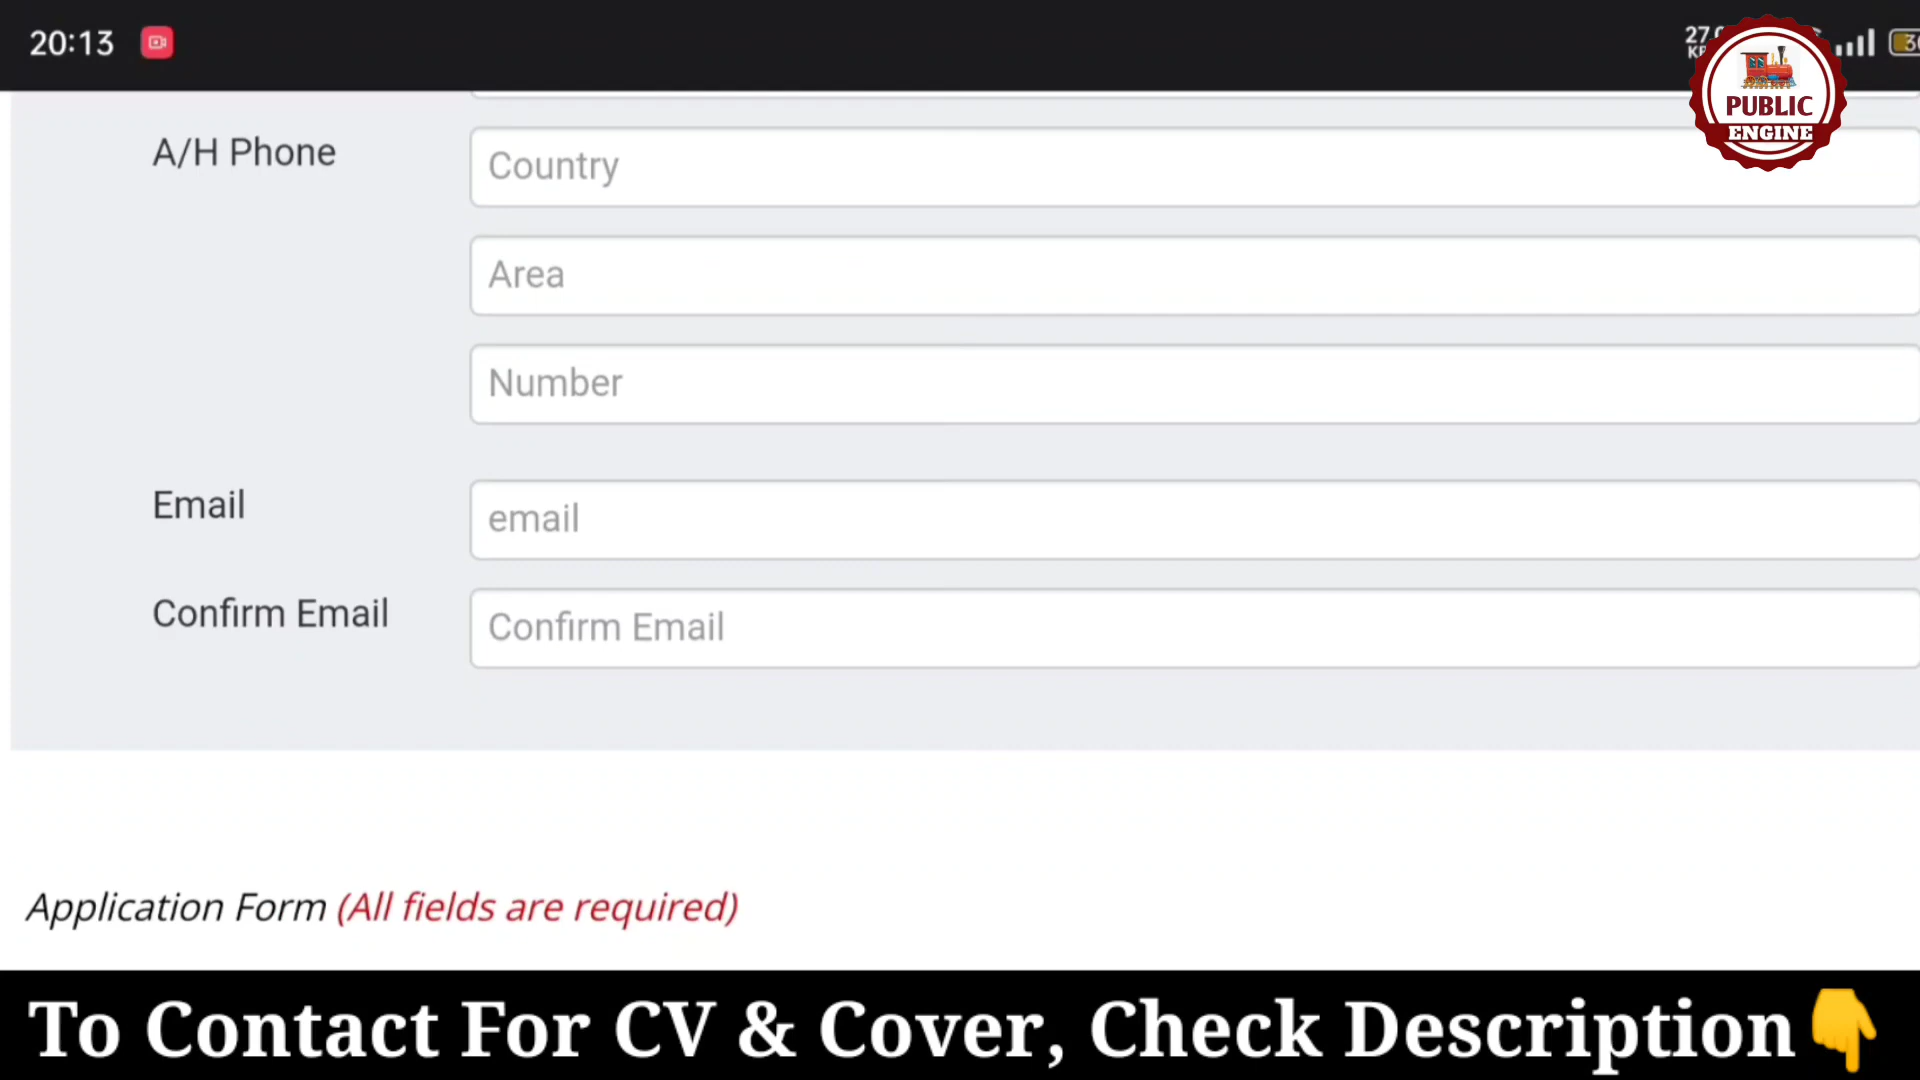 20:13
A/H Phone
Country
PUBLIC
ENGINE
Area
Number
Email
email
Confirm Email
Confirm Email
Application Form (All fields are required)
To Contact For CV & Cover, Check Description